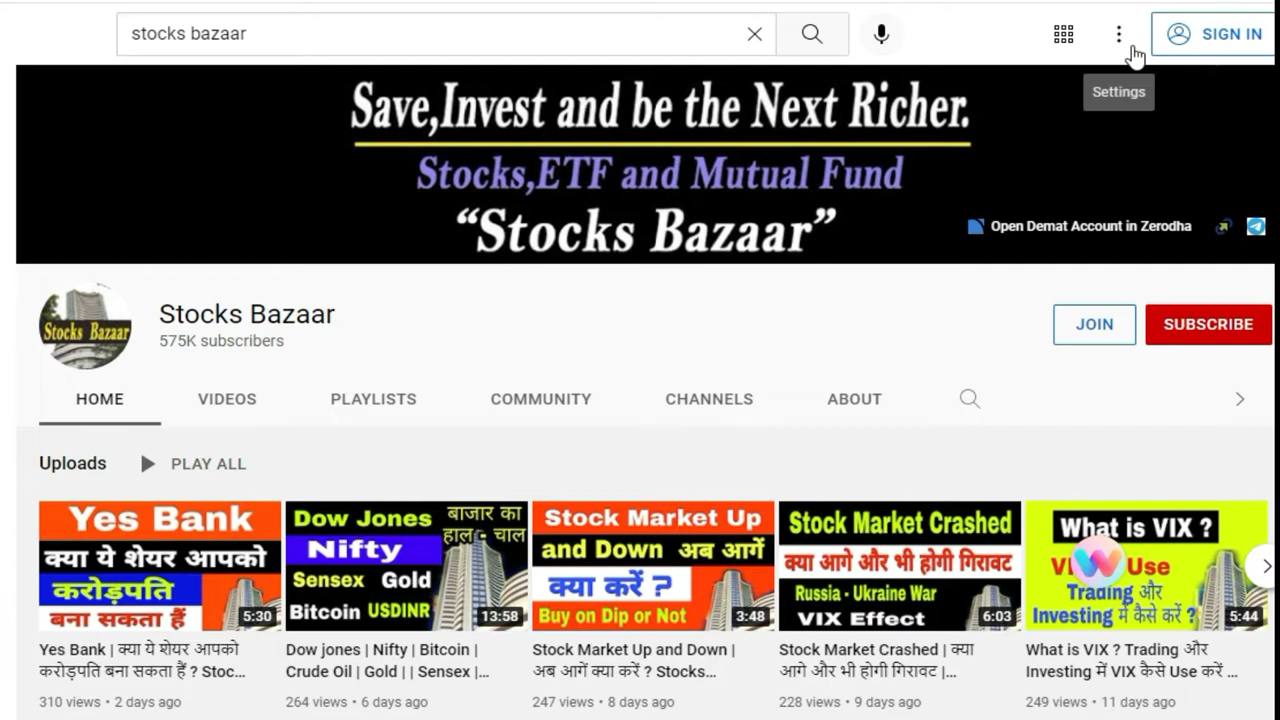 stocks bazaar
SIGN IN
Settings
Save,Invest and be the Next Richer.
Stocks,ETF and Mutual Fund
“Stocks Bazaar”
Open Demat Account in Zerodha
Stocks Bazaar
Stocks Bazaar
575K subscribers
JOIN
SUBSCRIBE
HOME
VIDEOS
PLAYLISTS
COMMUNITY
CHANNELS
ABOUT
Uploads
PLAY ALL
Yes Bank
क्या ये शेयर आपको
करोड़पति
बना सकता हैं
5:30
Yes Bank | क्या ये शेयर आपको
करोड़पति बना सकता हैं ? Stoc...
310 views • 2 days ago
Dow Jones
बाजार का
हाल - चाल
Nifty
Sensex Gold
Bitcoin USDINR
13:58
Dow jones | Nifty | Bitcoin |
Crude Oil | Gold | | Sensex |...
264 views • 6 days ago
Stock Market Up
and Down अब आगें
क्या करें ?
Buy on Dip or Not
3:48
Stock Market Up and Down |
अब आगें क्या करें ? Stocks...
247 views • 8 days ago
Stock Market Crashed
क्या आगे और भी होगी गिरावट
Russia - Ukraine War
VIX Effect
6:03
Stock Market Crashed | क्या
आगे और भी होगी गिरावट |...
228 views • 9 days ago
What is VIX ?
Use
Trading और
Investing में कैसे करें ?
5:44
What is VIX ? Trading और
Investing में VIX कैसे Use करें ...
249 views • 11 days ago